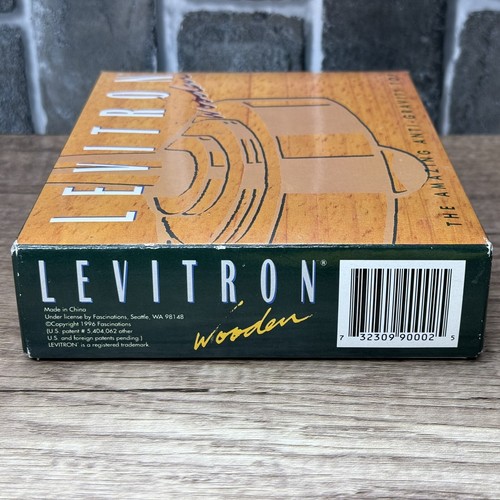 LEVITRON
wooden
THE AMAZING ANTI GRAVITY TOP
LEVITRON®
wooden
Made in China
Under license by Fascinations, Seattle, WA 98148
©Copyright 1996 Fascinations
(U.S. patent # 5,404,062 other
U.S. and foreign patents pending.)
LEVITRON is a registered trademark.
7 32309 90002 5